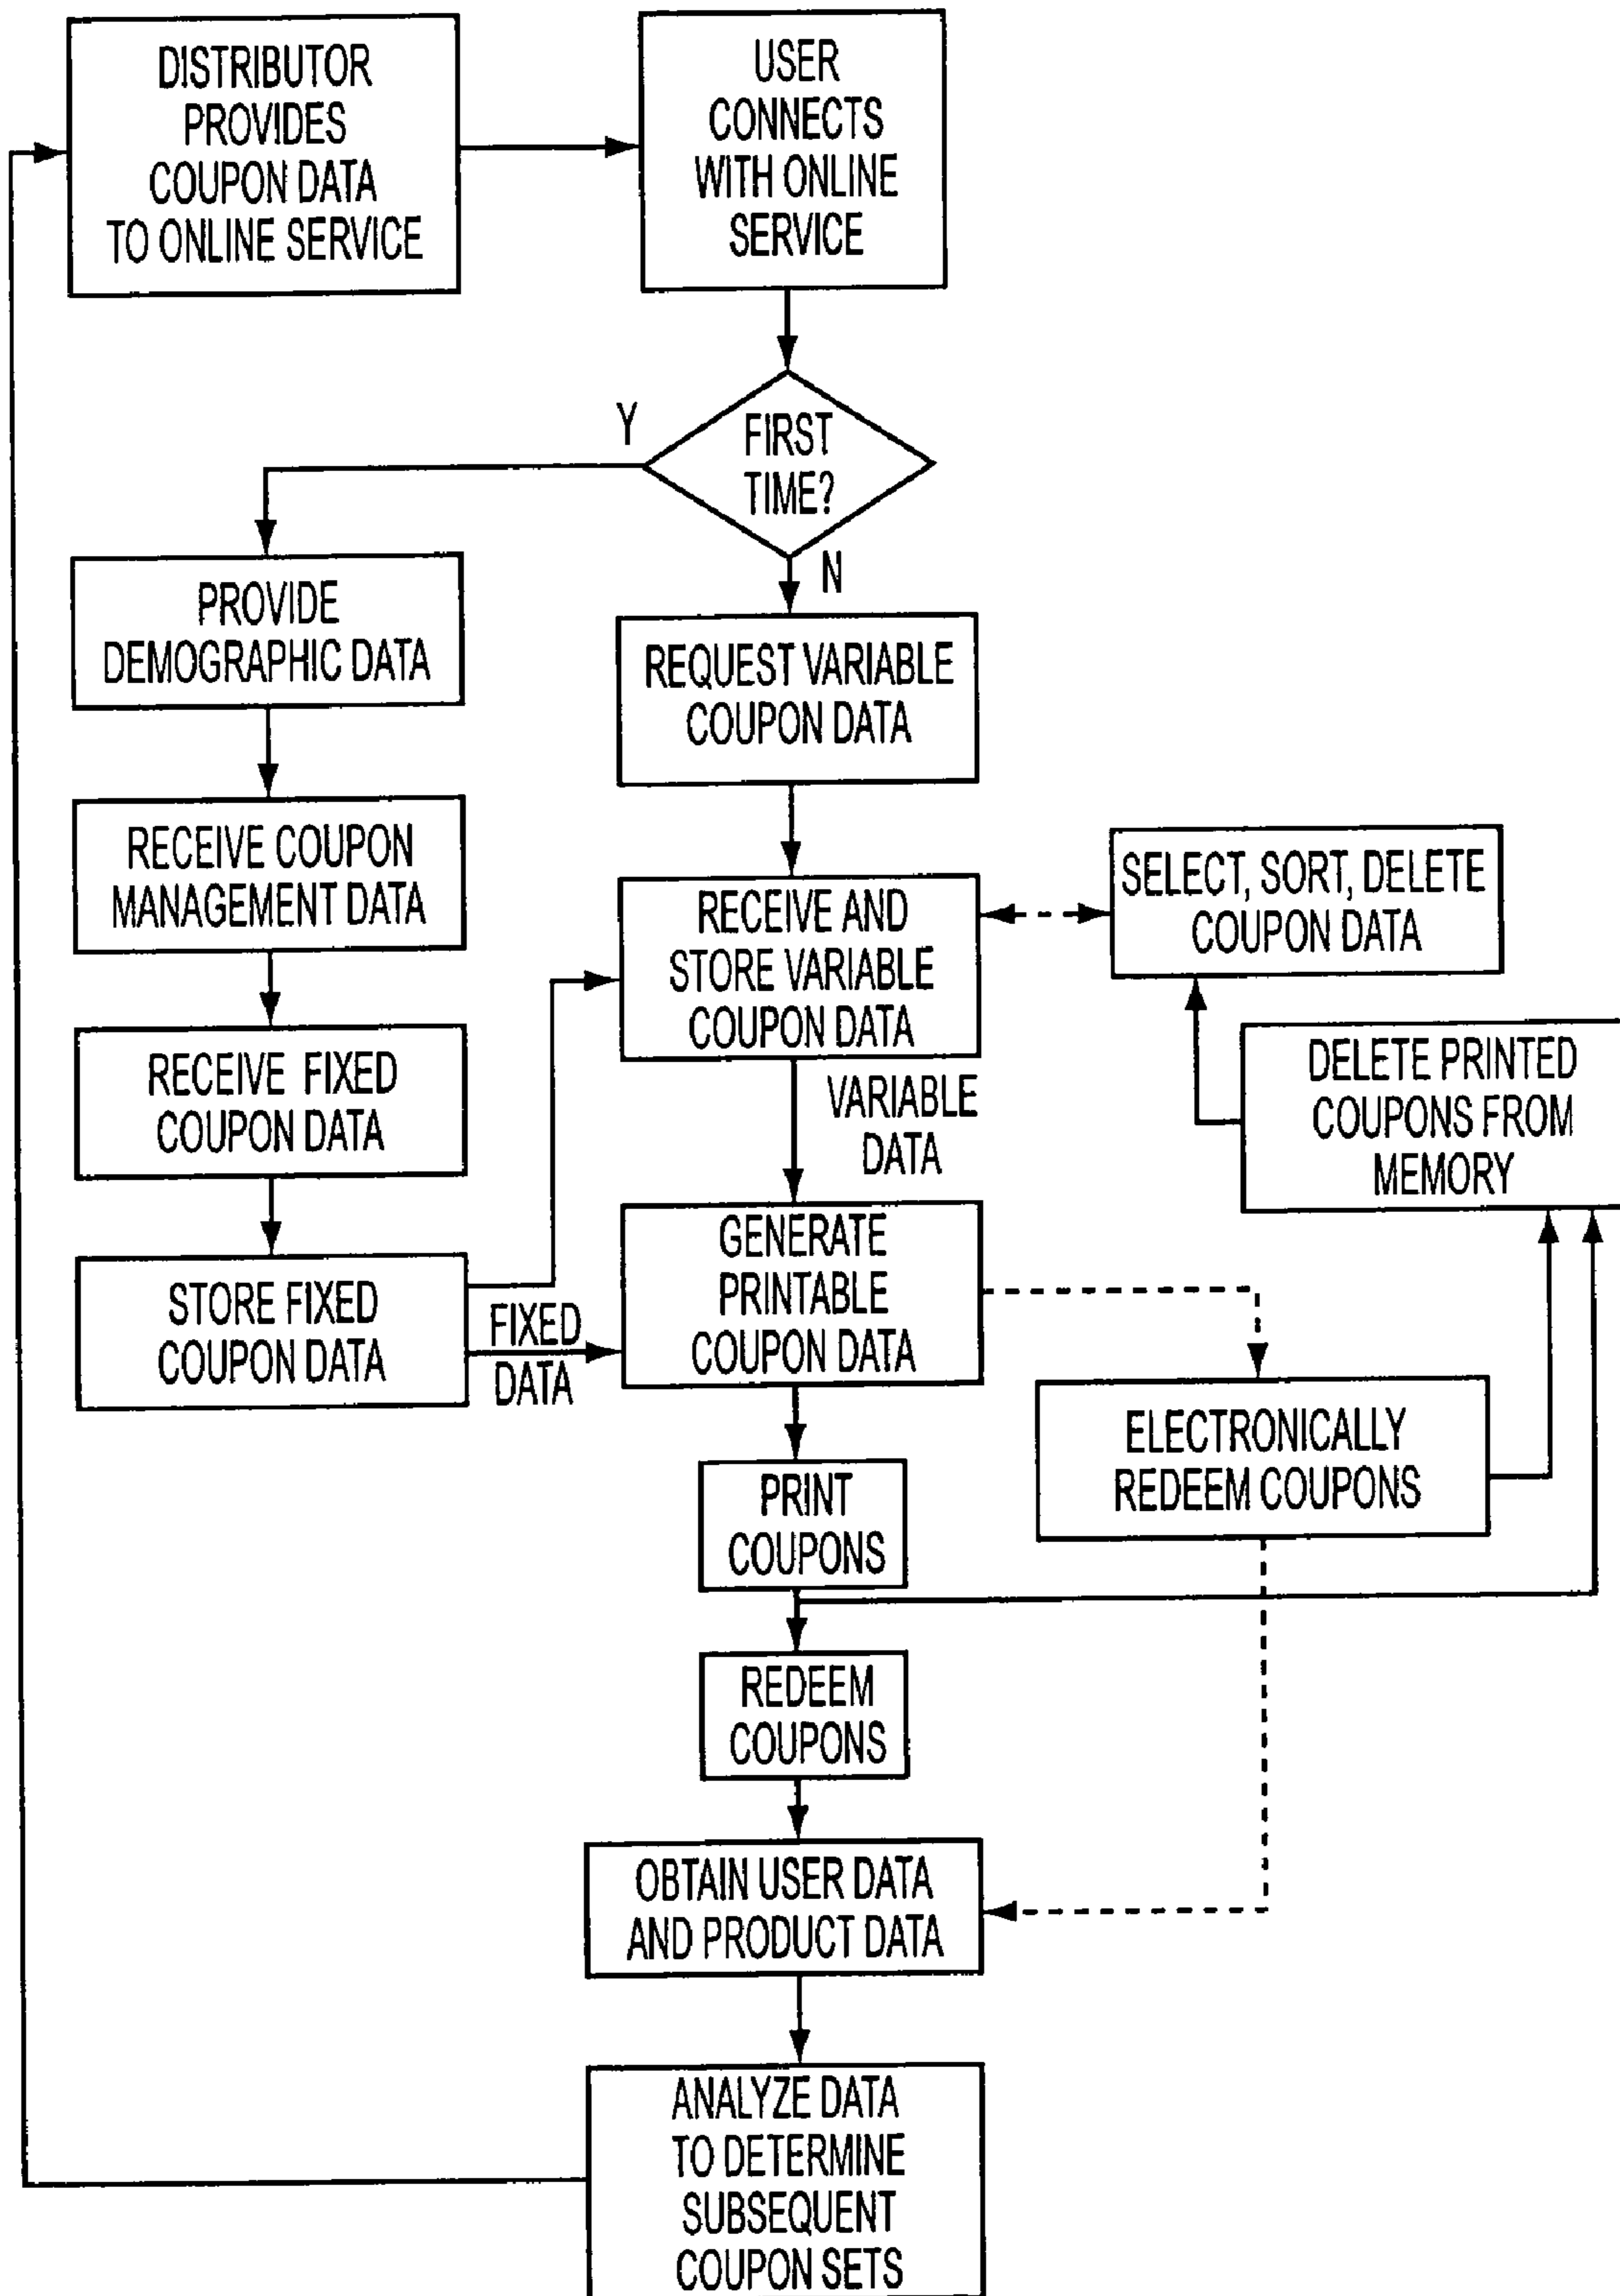 DISTRIBUTOR
PROVIDES
COUPON DATA
TO ONLINE SERVICE
USER
CONNECTS
WITH ONLINE
SERVICE
FIRST
TIME?
Y
N
PROVIDE
DEMOGRAPHIC DATA
REQUEST VARIABLE
COUPON DATA
RECEIVE COUPON
MANAGEMENT DATA
RECEIVE AND
STORE VARIABLE
COUPON DATA
SELECT, SORT, DELETE
COUPON DATA
RECEIVE FIXED
COUPON DATA
VARIABLE
DATA
DELETE PRINTED
COUPONS FROM
MEMORY
STORE FIXED
COUPON DATA
FIXED
DATA
GENERATE
PRINTABLE
COUPON DATA
ELECTRONICALLY
REDEEM COUPONS
PRINT
COUPONS
REDEEM
COUPONS
OBTAIN USER DATA
AND PRODUCT DATA
ANALYZE DATA
TO DETERMINE
SUBSEQUENT
COUPON SETS